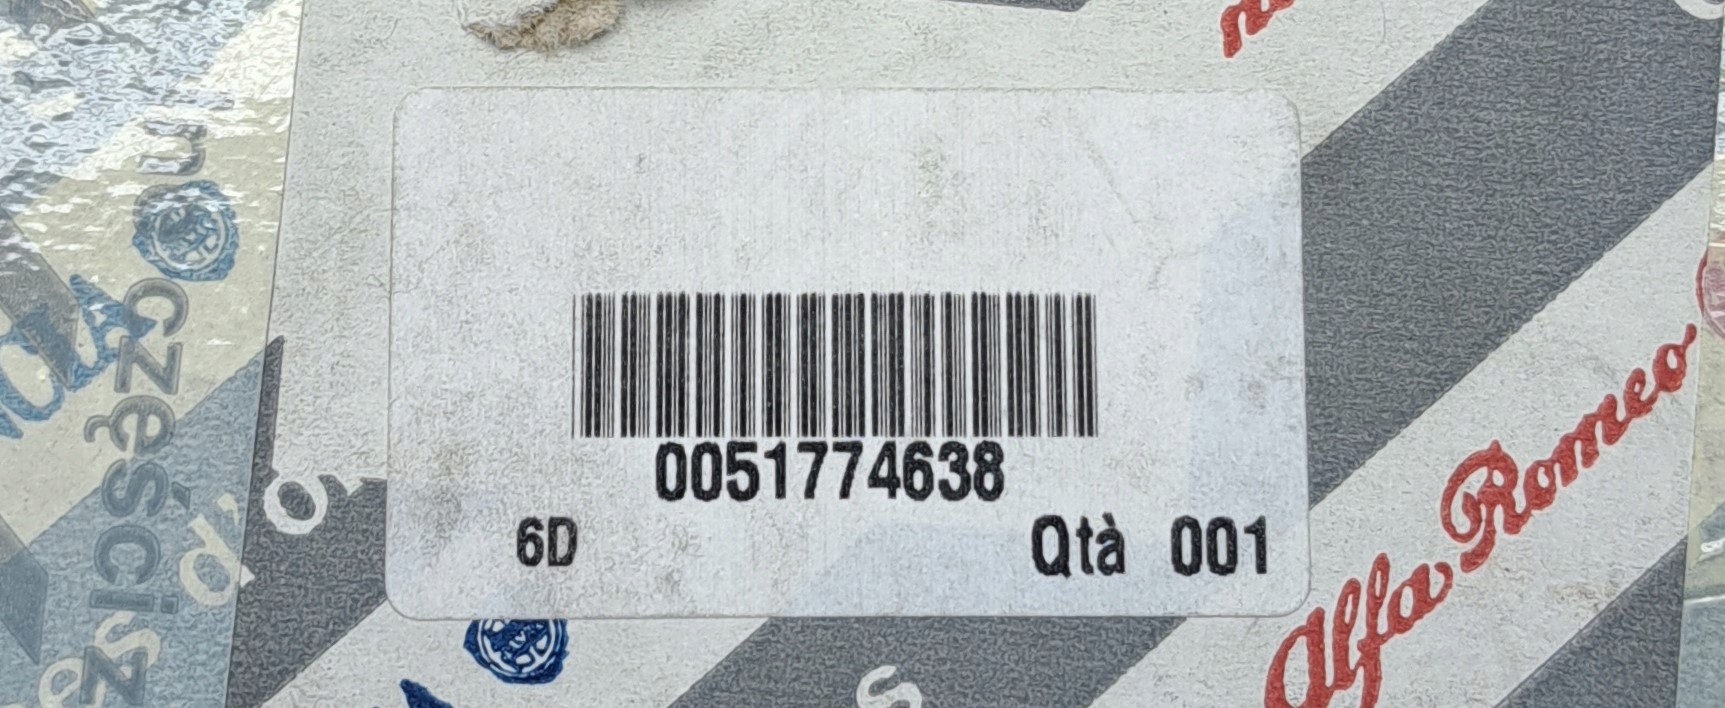 0051774638
6D Qtà 001
Alfa Romeo
części